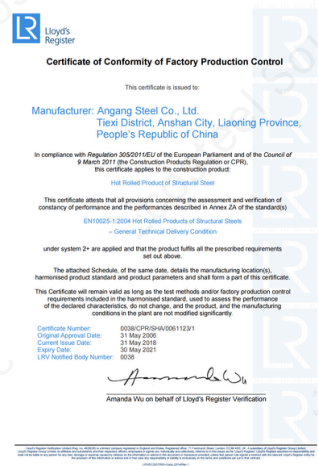 LR
Lloyd's
Register
Certificate of Conformity of Factory Production Control
This certificate is issued to:
Manufacturer: Angang Steel Co., Ltd.
Tiexi District, Anshan City, Liaoning Province,
People's Republic of China
In compliance with Regulation 305/2011/EU of the European Parliament and of the Council of
9 March 2011 (the Construction Products Regulation or CPR),
this certificate applies to the construction product:
Hot Rolled Product of Structural Steel
This certificate attests that all provisions concerning the assessment and verification of
constancy of performance and the performances described in Annex ZA of the standard(s)
EN10025-1:2004 Hot Rolled Products of Structural Steels
– General Technical Delivery Condition
under system 2+ are applied and that the product fulfils all the prescribed requirements
set out above.
The attached Schedule, of the same date, details the manufacturing location(s),
harmonised product standard and product parameters and shall form a part of this certificate.
This Certificate will remain valid as long as the test methods and/or factory production control
requirements included in the harmonised standard, used to assess the performance
of the declared characteristics, do not change, and the product, and the manufacturing
conditions in the plant are not modified significantly.
Certificate Number: 0038/CPR/SHA/0061123/1
Original Approval Date: 31 May 2006
Current Issue Date: 31 May 2018
Expiry Date: 30 May 2021
LRV Notified Body Number: 0038
Amanda Wu on behalf of Lloyd's Register Verification